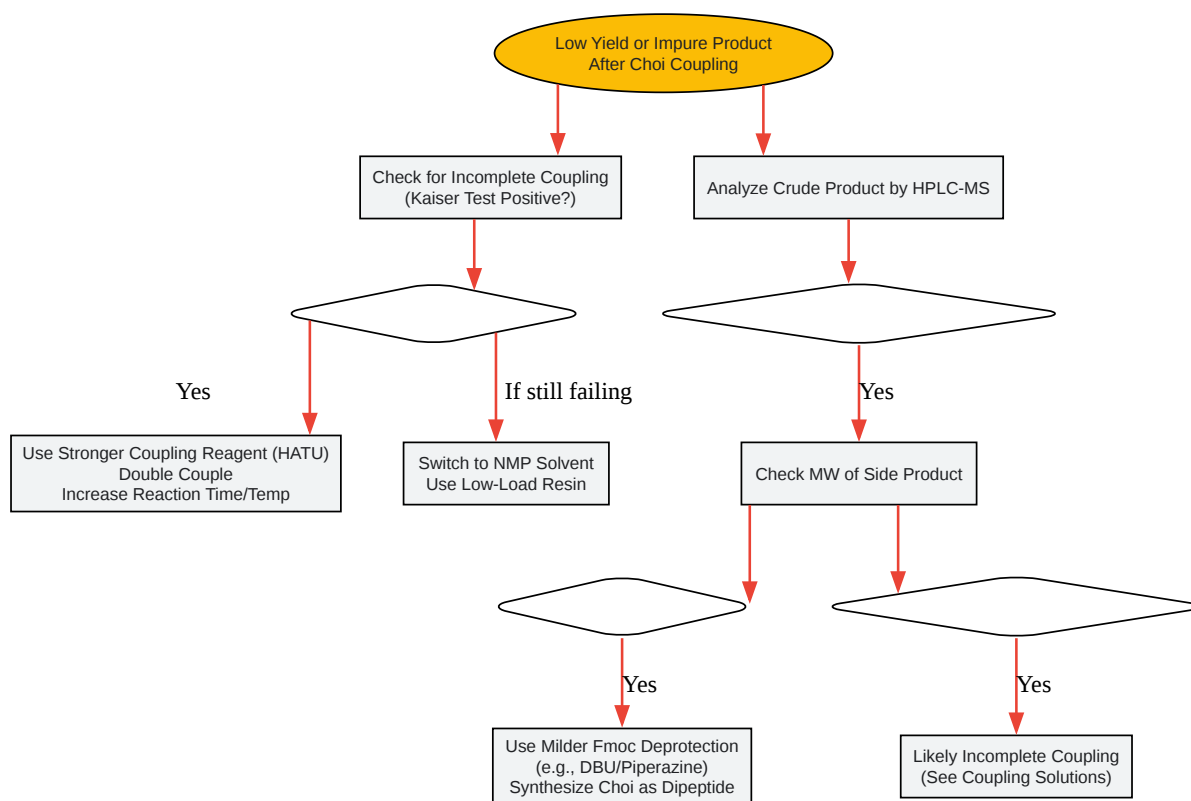 Low Yield or Impure Product
After Choi Coupling
Check for Incomplete Coupling
(Kaiser Test Positive?)
Analyze Crude Product by HPLC-MS
Yes
If still failing
Yes
Use Stronger Coupling Reagent (HATU)
Double Couple
Increase Reaction Time/Temp
Switch to NMP Solvent
Use Low-Load Resin
Check MW of Side Product
Yes
Yes
Use Milder Fmoc Deprotection
(e.g., DBU/Piperazine)
Synthesize Choi as Dipeptide
Likely Incomplete Coupling
(See Coupling Solutions)